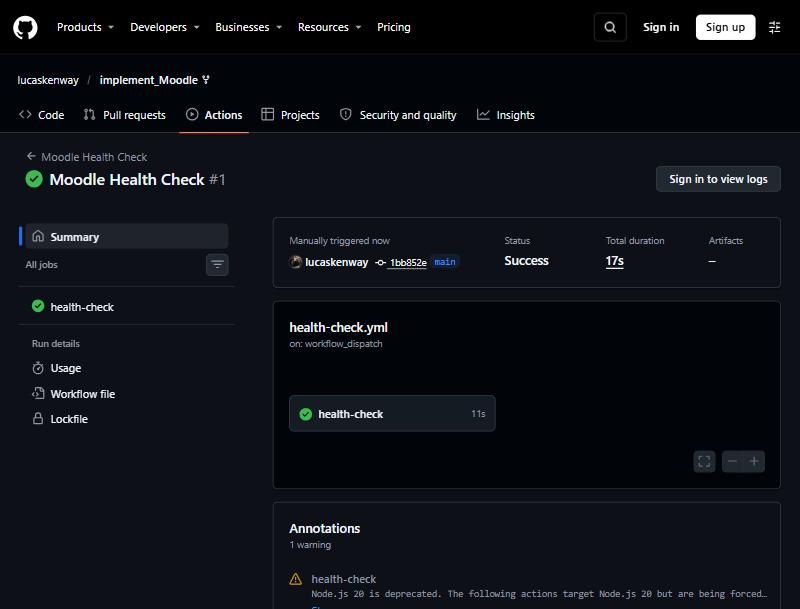 Products Developers Businesses Resources Pricing Sign in Sign up
lucaskenway / implement_Moodle
Code Pull requests Actions Projects Security and quality Insights
Moodle Health Check
Moodle Health Check #1
Sign in to view logs
Summary
All jobs
health-check
Run details
Usage
Workflow file
Lockfile
Manually triggered now
lucaskenway 1bb852e main
Status
Success
Total duration
17s
Artifacts
–
health-check.yml
on: workflow_dispatch
health-check 11s
Annotations
1 warning
health-check
Node.js 20 is deprecated. The following actions target Node.js 20 but are being forced…